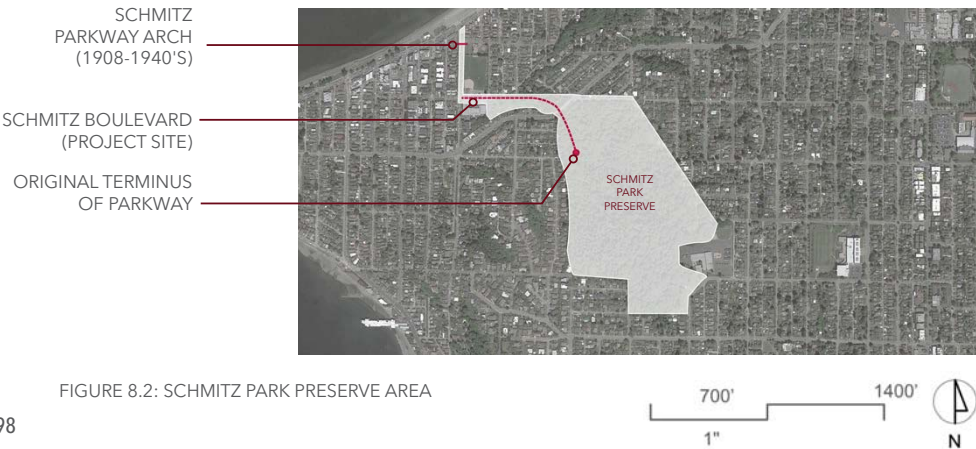 SCHMITZ
PARKWAY ARCH
(1908-1940'S)
SCHMITZ BOULEVARD
(PROJECT SITE)
ORIGINAL TERMINUS
OF PARKWAY
SCHMITZ
PARK
PRESERVE
FIGURE 8.2: SCHMITZ PARK PRESERVE AREA
98
700'
1400'
1"
N